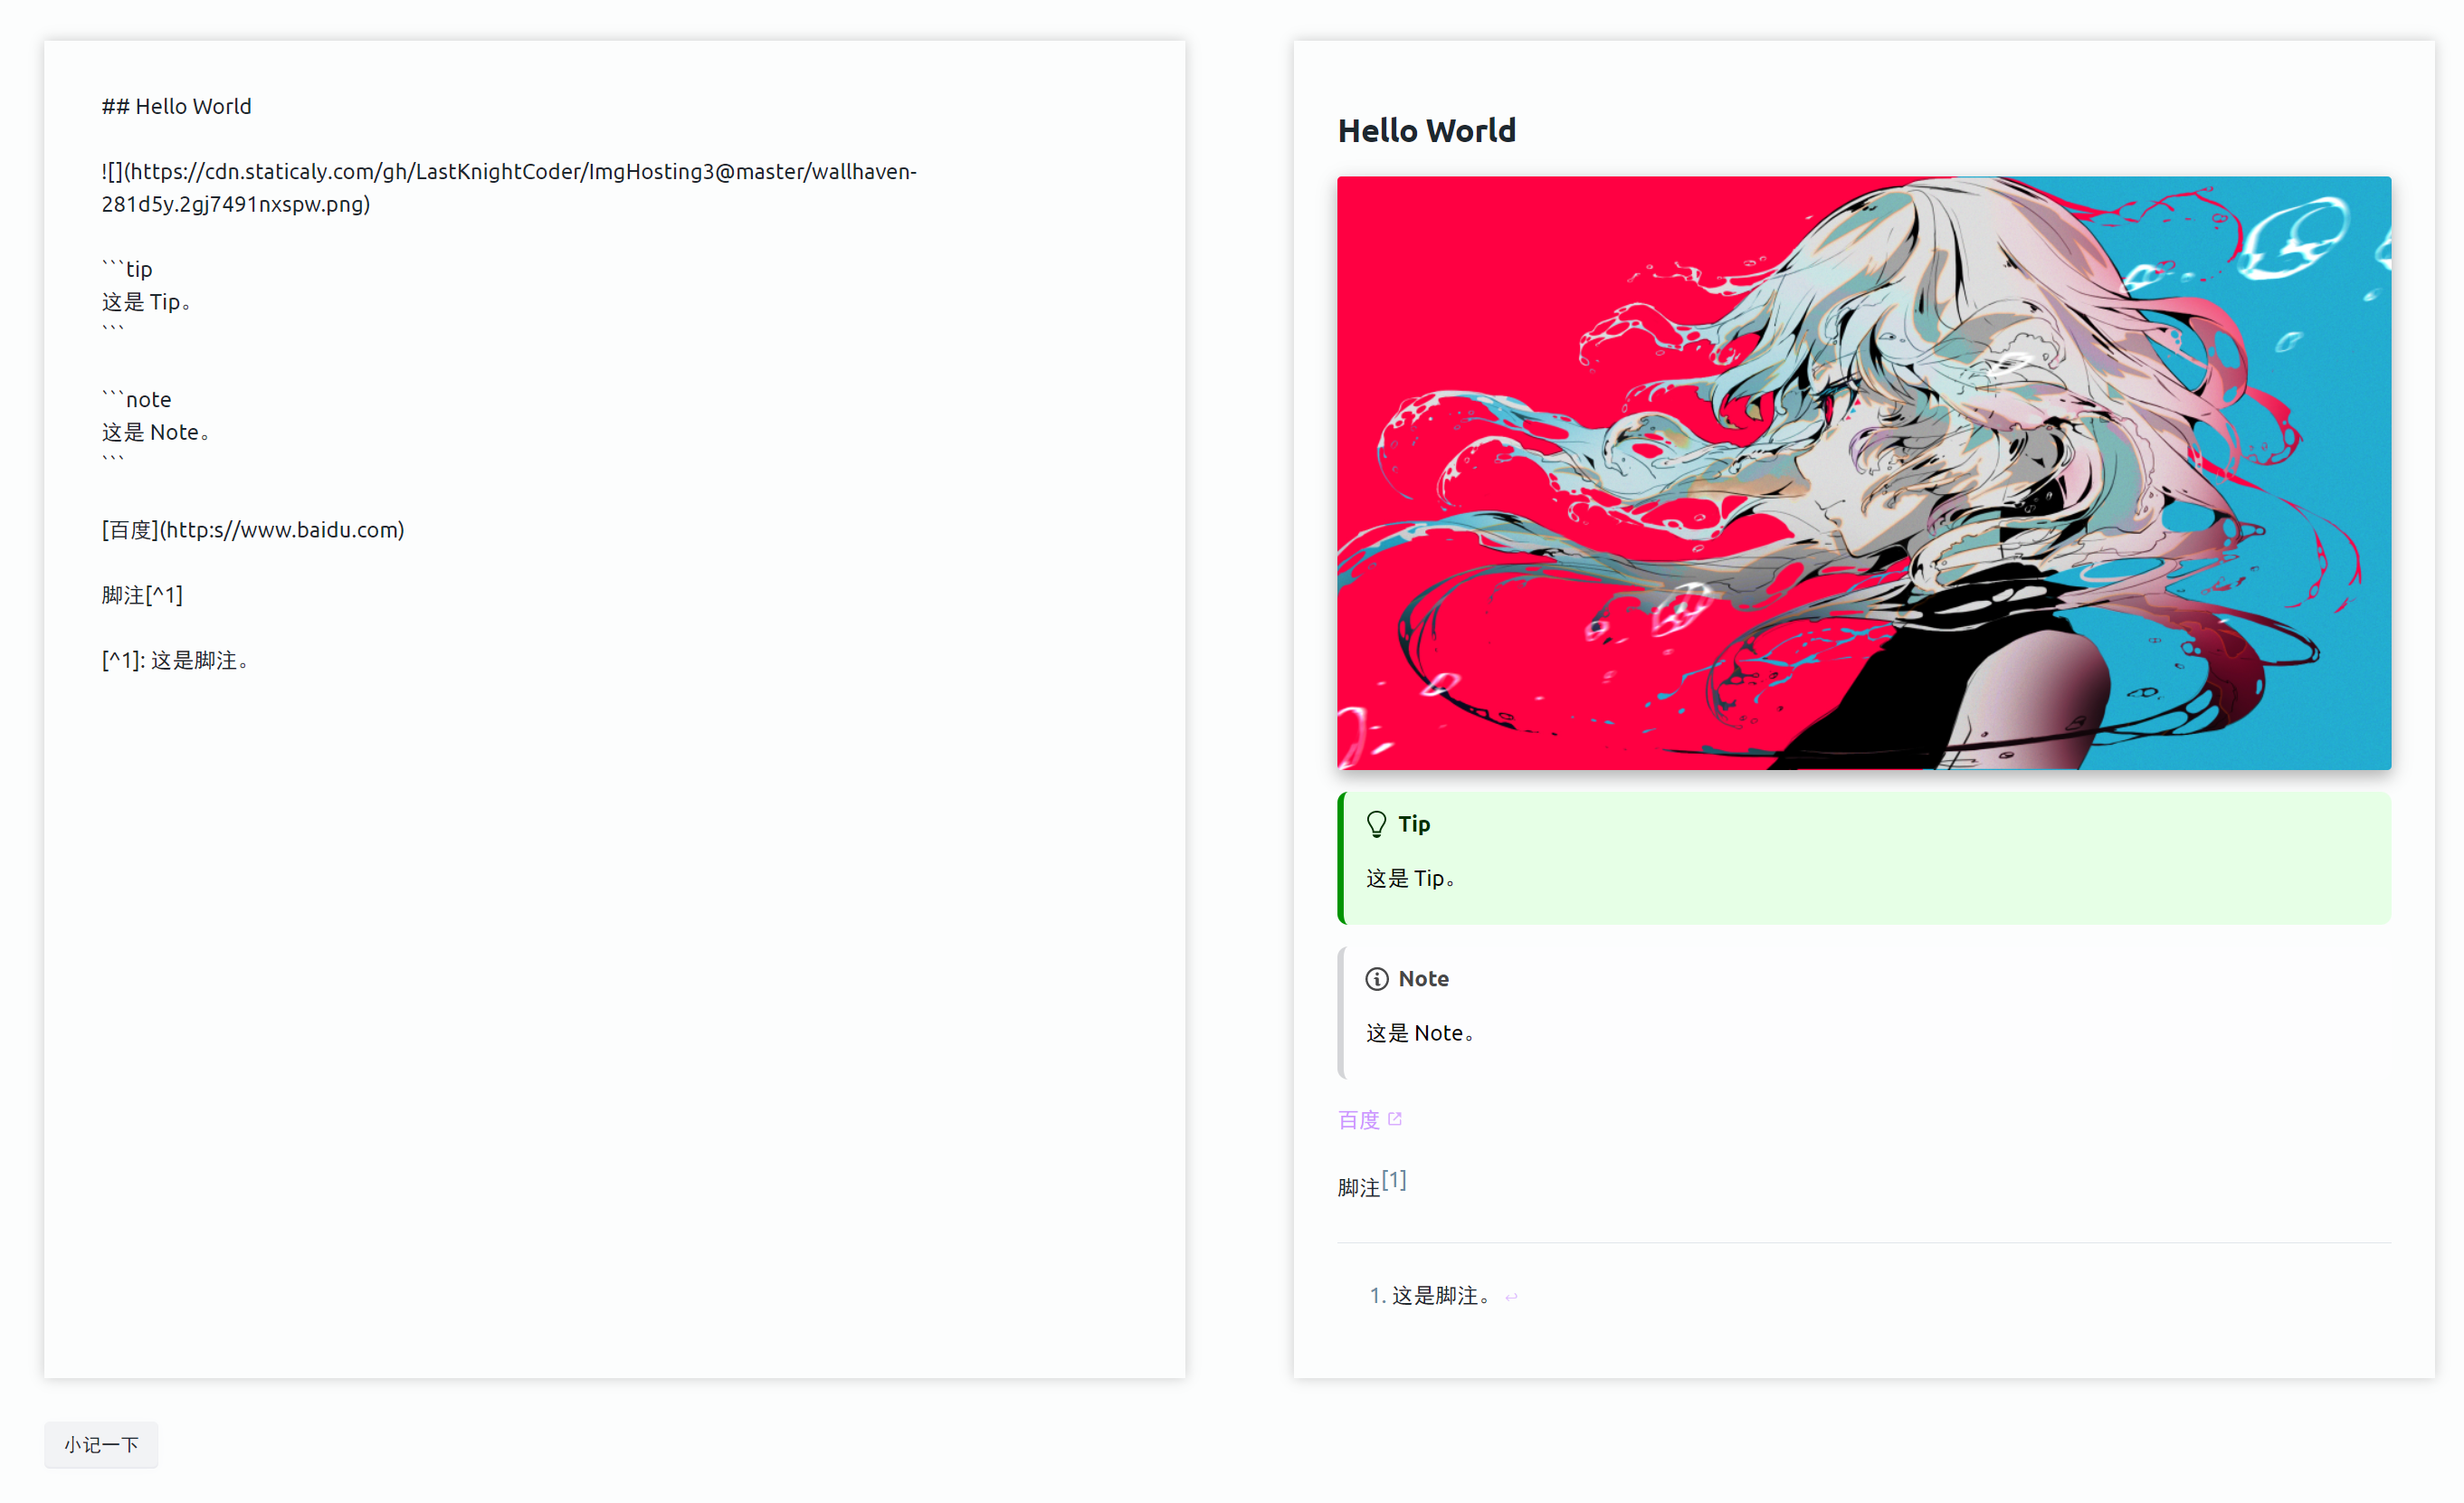 ## Hello World
![](https://cdn.staticaly.com/gh/LastKnightCoder/ImgHosting3@master/wallhaven-
281d5y.2gj7491nxspw.png)
```tip
这是 Tip。
```
```note
这是 Note。
```
[百度](http:s//www.baidu.com)
脚注[^1]
[^1]: 这是脚注。
Hello World
Tip
这是 Tip。
Note
这是 Note。
百度
脚注[1]
1. 这是脚注。 ↩
小记一下